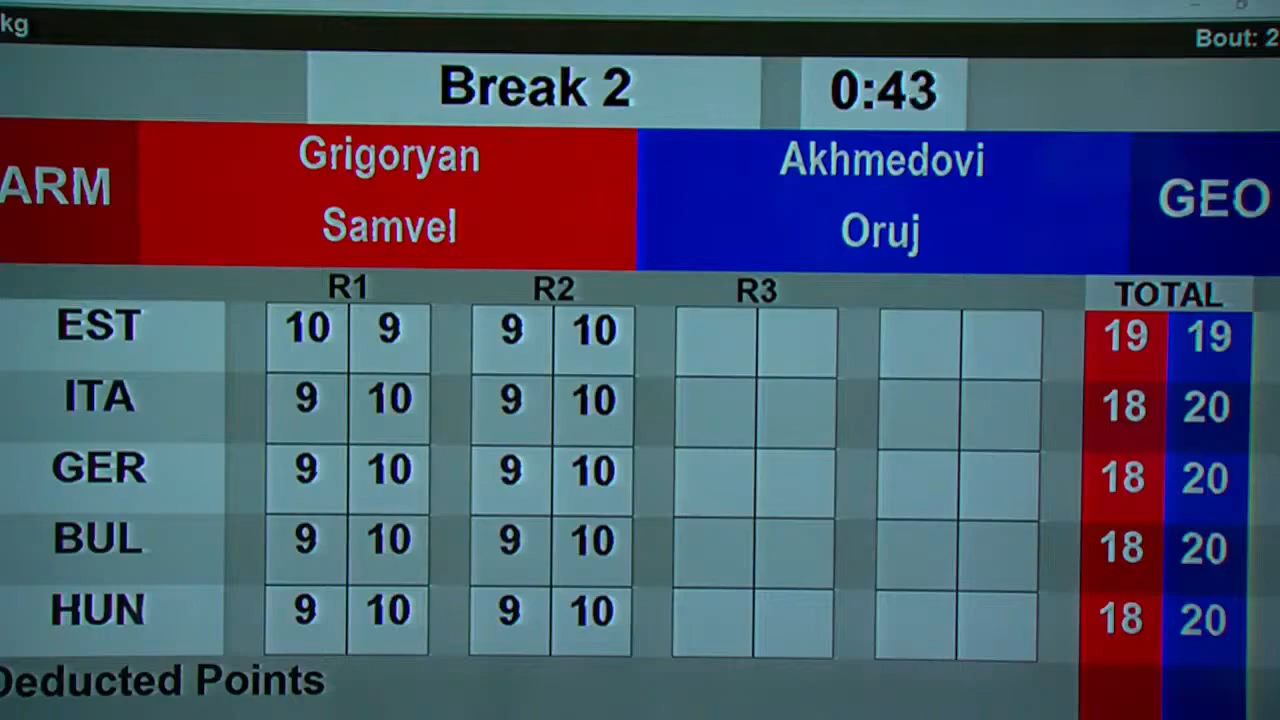 kg
Bout: 2
Break 2 0:43
ARM Grigoryan Samvel Akhmedovi Oruj GEO
R1 R2 R3 TOTAL
EST 10 9 9 10 19 19
ITA 9 10 9 10 18 20
GER 9 10 9 10 18 20
BUL 9 10 9 10 18 20
HUN 9 10 9 10 18 20
Deducted Points